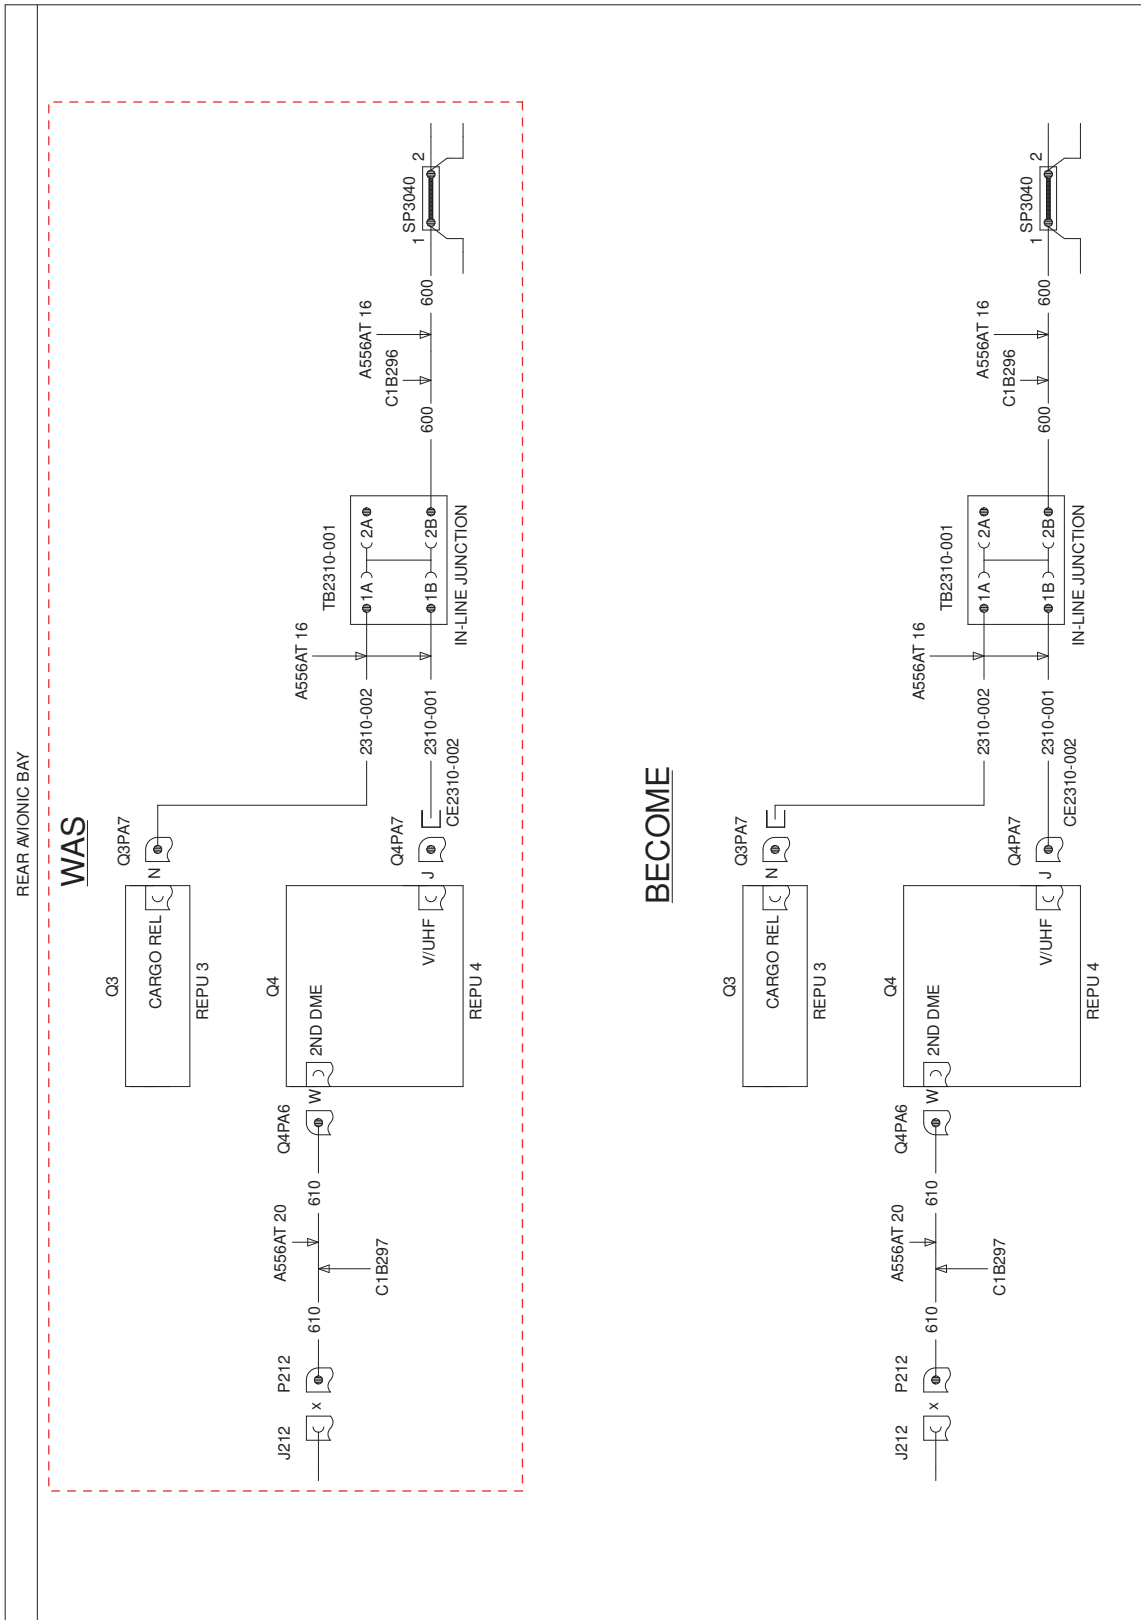 REAR AVIONIC BAY
WAS
J212
x
P212
610
C1B297
A556AT 20
610
Q4PA6
W
2ND DME
Q4
V/UHF
REPU 4
J
Q4PA7
Q3
CARGO REL
REPU 3
N
Q3PA7
2310-002
2310-001
CE2310-002
A556AT 16
TB2310-001
1A
2A
1B
2B
IN-LINE JUNCTION
600
C1B296
A556AT 16
600
1
SP3040
2
BECOME
J212
x
P212
610
C1B297
A556AT 20
610
Q4PA6
W
2ND DME
Q4
V/UHF
REPU 4
J
Q4PA7
Q3
CARGO REL
REPU 3
N
Q3PA7
2310-002
2310-001
CE2310-002
A556AT 16
TB2310-001
1A
2A
1B
2B
IN-LINE JUNCTION
600
C1B296
A556AT 16
600
1
SP3040
2